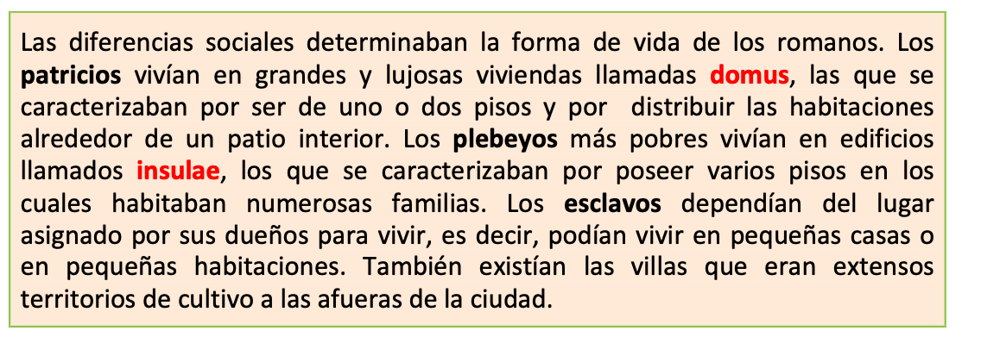 Las diferencias sociales determinaban la forma de vida de los romanos. Los
patricios vivían en grandes y lujosas viviendas llamadas domus, las que se
caracterizaban por ser de uno o dos pisos y por distribuir las habitaciones
alrededor de un patio interior. Los plebeyos más pobres vivían en edificios
llamados insulae, los que se caracterizaban por poseer varios pisos en los
cuales habitaban numerosas familias. Los esclavos dependían del lugar
asignado por sus dueños para vivir, es decir, podían vivir en pequeñas casas o
en pequeñas habitaciones. También existían las villas que eran extensos
territorios de cultivo a las afueras de la ciudad.